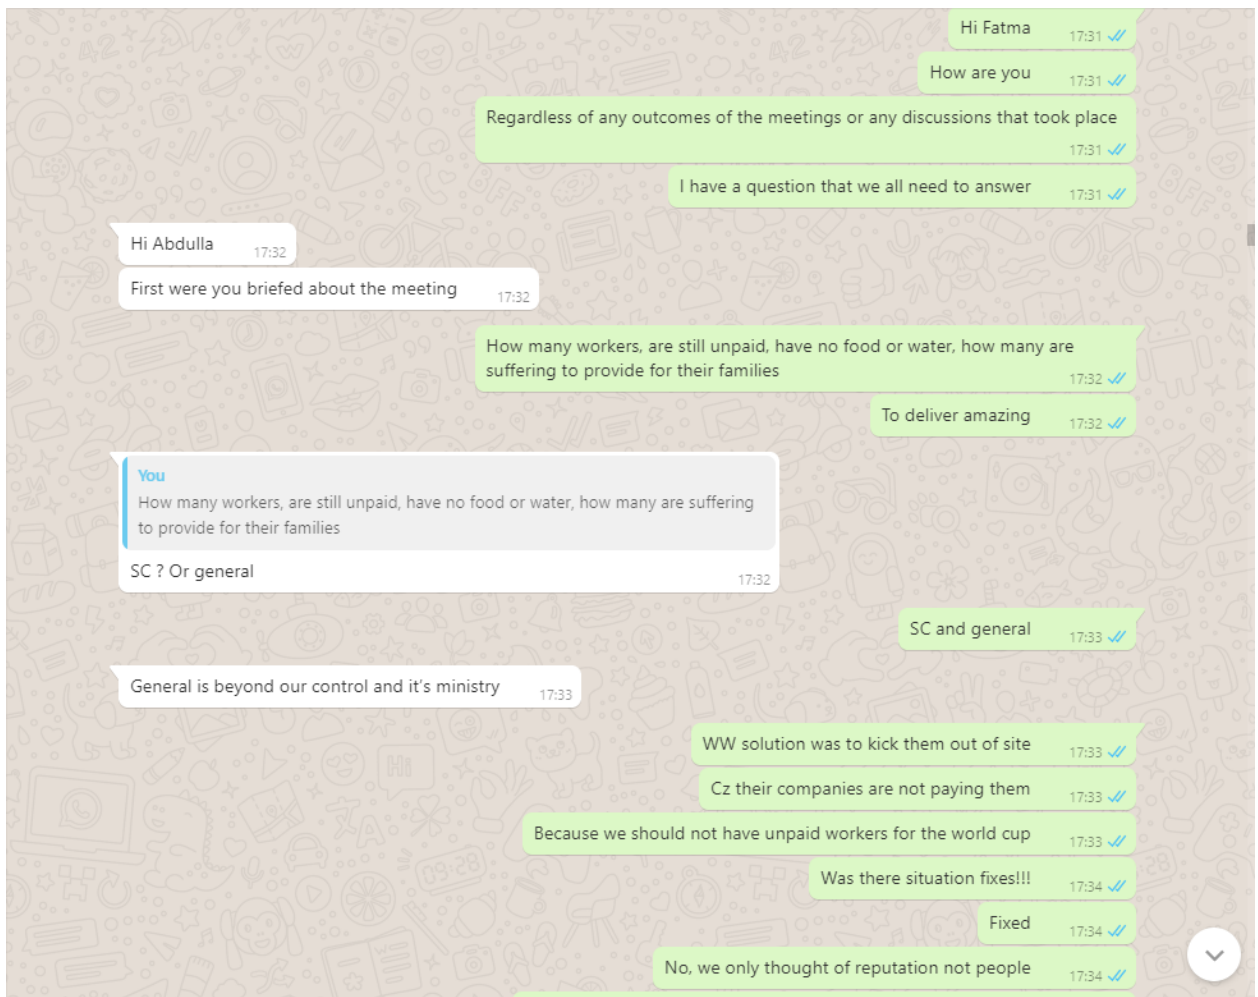 Hi Fatma 17:31
How are you 17:31
Regardless of any outcomes of the meetings or any discussions that took place
17:31
I have a question that we all need to answer 17:31
Hi Abdulla 17:32
First were you briefed about the meeting 17:32
How many workers, are still unpaid, have no food or water, how many are
suffering to provide for their families 17:32
To deliver amazing 17:32
You
How many workers, are still unpaid, have no food or water, how many are suffering
to provide for their families
SC ? Or general 17:32
SC and general 17:33
General is beyond our control and it's ministry 17:33
WW solution was to kick them out of site 17:33
Cz their companies are not paying them 17:33
Because we should not have unpaid workers for the world cup 17:33
Was there situation fixes!!! 17:34
Fixed 17:34
No, we only thought of reputation not people 17:34